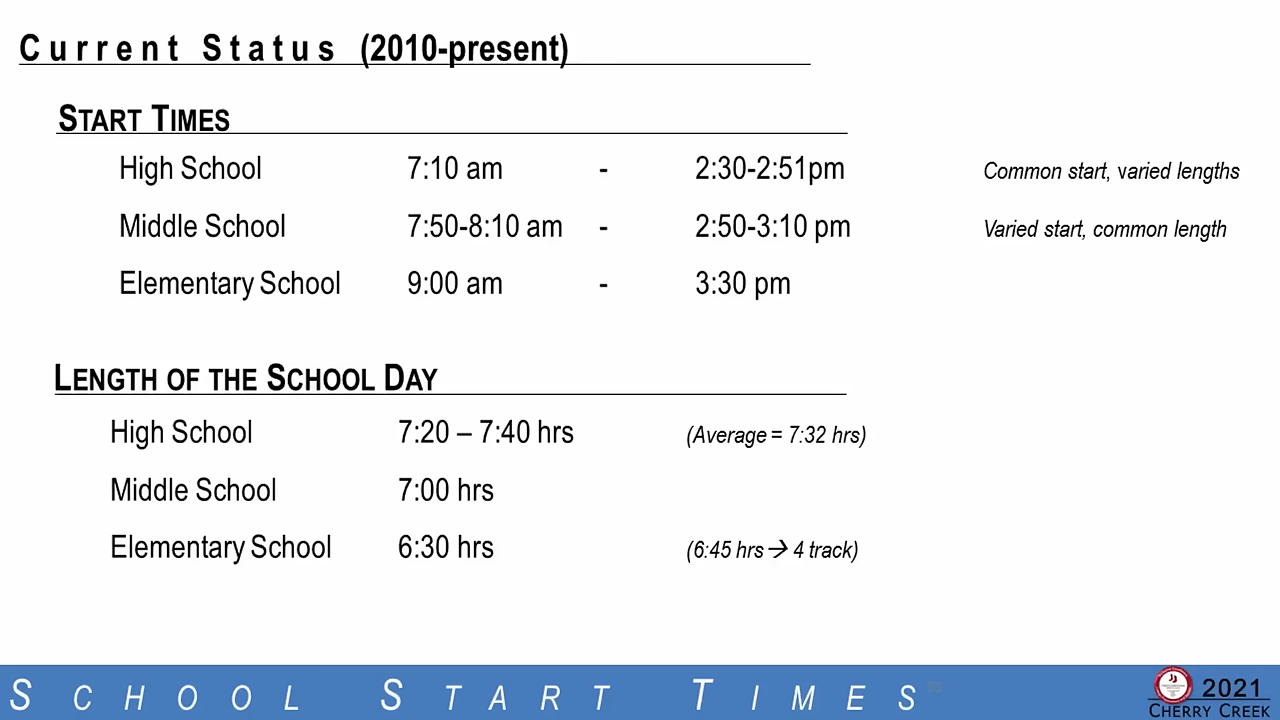 Current Status (2010-present)
START TIMES
High School 7:10 am - 2:30-2:51pm Common start, varied lengths
Middle School 7:50-8:10 am - 2:50-3:10 pm Varied start, common length
Elementary School 9:00 am - 3:30 pm
LENGTH OF THE SCHOOL DAY
High School 7:20 – 7:40 hrs (Average = 7:32 hrs)
Middle School 7:00 hrs
Elementary School 6:30 hrs (6:45 hrs → 4 track)
SCHOOL START TIMES
2021
CHERRY CREEK